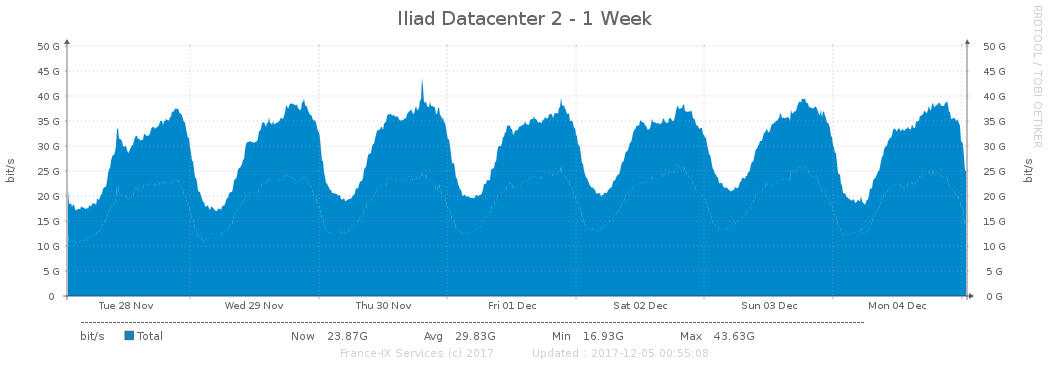 Iliad Datacenter 2 - 1 Week
RRDTOOL / TOBI OETIKER
bit/s
50 G 50 G
45 G 45 G
40 G 40 G
35 G 35 G
30 G 30 G
25 G 25 G
20 G 20 G
15 G 15 G
10 G 10 G
5 G 5 G
0 0 G
bit/s
Tue 28 Nov Wed 29 Nov Thu 30 Nov Fri 01 Dec Sat 02 Dec Sun 03 Dec Mon 04 Dec
bit/s Total Now 23.87G Avg 29.83G Min 16.93G Max 43.63G
France-IX Services (c) 2017 Updated : 2017-12-05 00:55:08